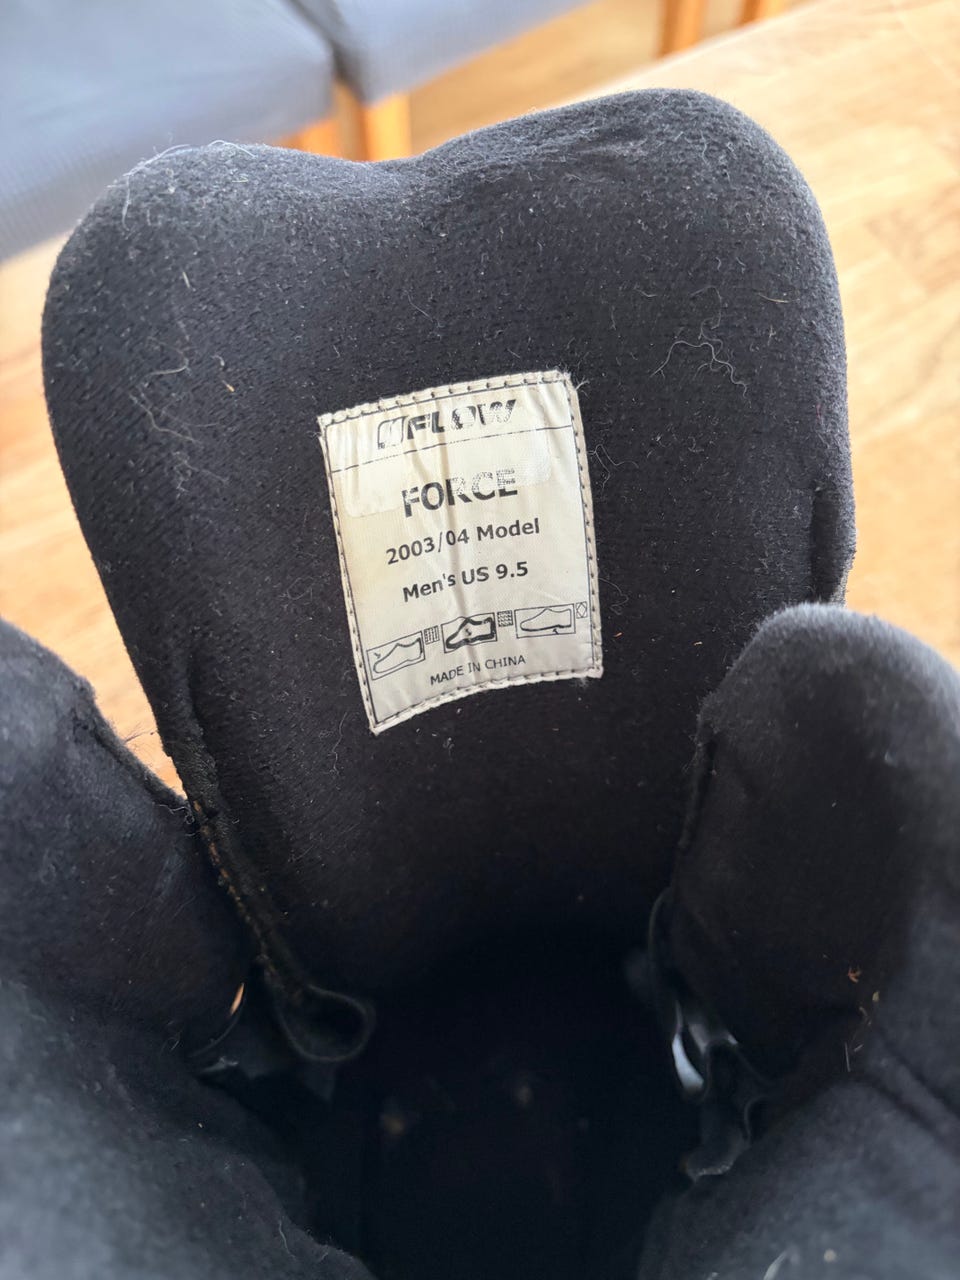 FLOW
FORCE
2003/04 Model
Men's US 9.5
MADE IN CHINA